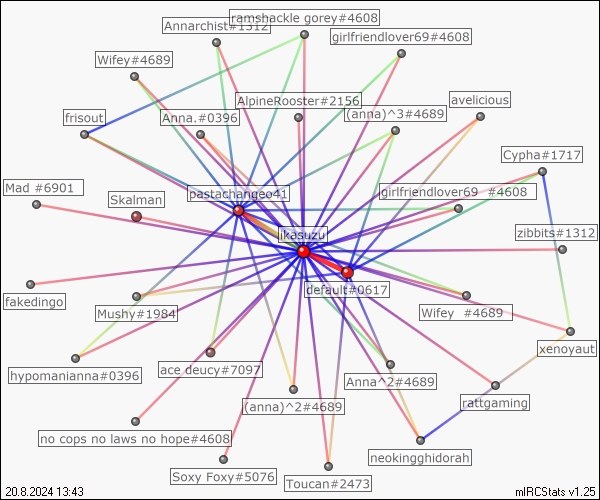 ramshackle gorey#4608
Annarchist#1312
girlfriendlover69#4608
Wifey#4689
AlpineRooster#2156
avelicious
frisout
Anna.#0396
(anna)^3#4689
Cypha#1717
Mad #6901
Skalman
pastachangeo41
girlfriendlover69 #4608
ikasuzu
zibbits#1312
default#0617
fakedingo
Mushy#1984
Wifey #4689
xenoyaut
hypomanianna#0396
ace deucy#7097
Anna^2#4689
(anna)^2#4689
rattgaming
no cops no laws no hope#4608
neokingghidorah
Soxy Foxy#5076
Toucan#2473
20.8.2024 13:43
mIRCStats v1.25